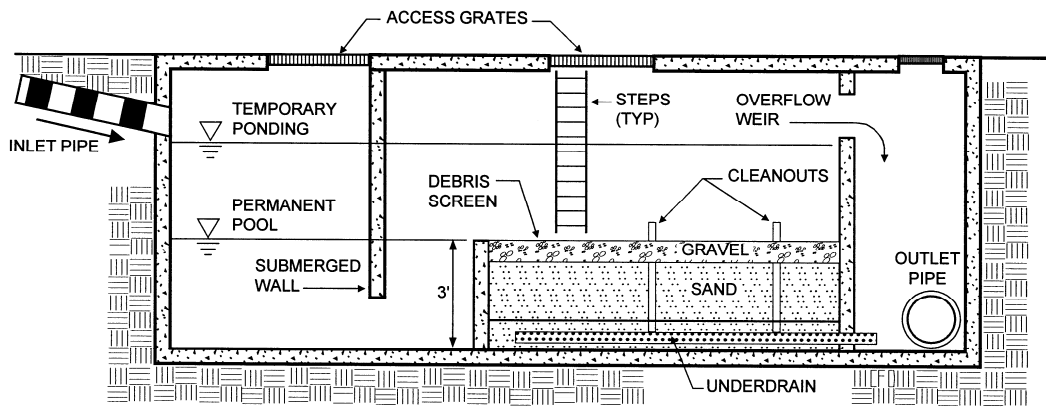 ACCESS GRATES
TEMPORARY
PONDING
STEPS
(TYP)
OVERFLOW
WEIR
INLET PIPE
CLEANOUTS
DEBRIS
SCREEN
PERMANENT
POOL
GRAVEL
SUBMERGED
WALL
3'
SAND
OUTLET
PIPE
UNDERDRAIN